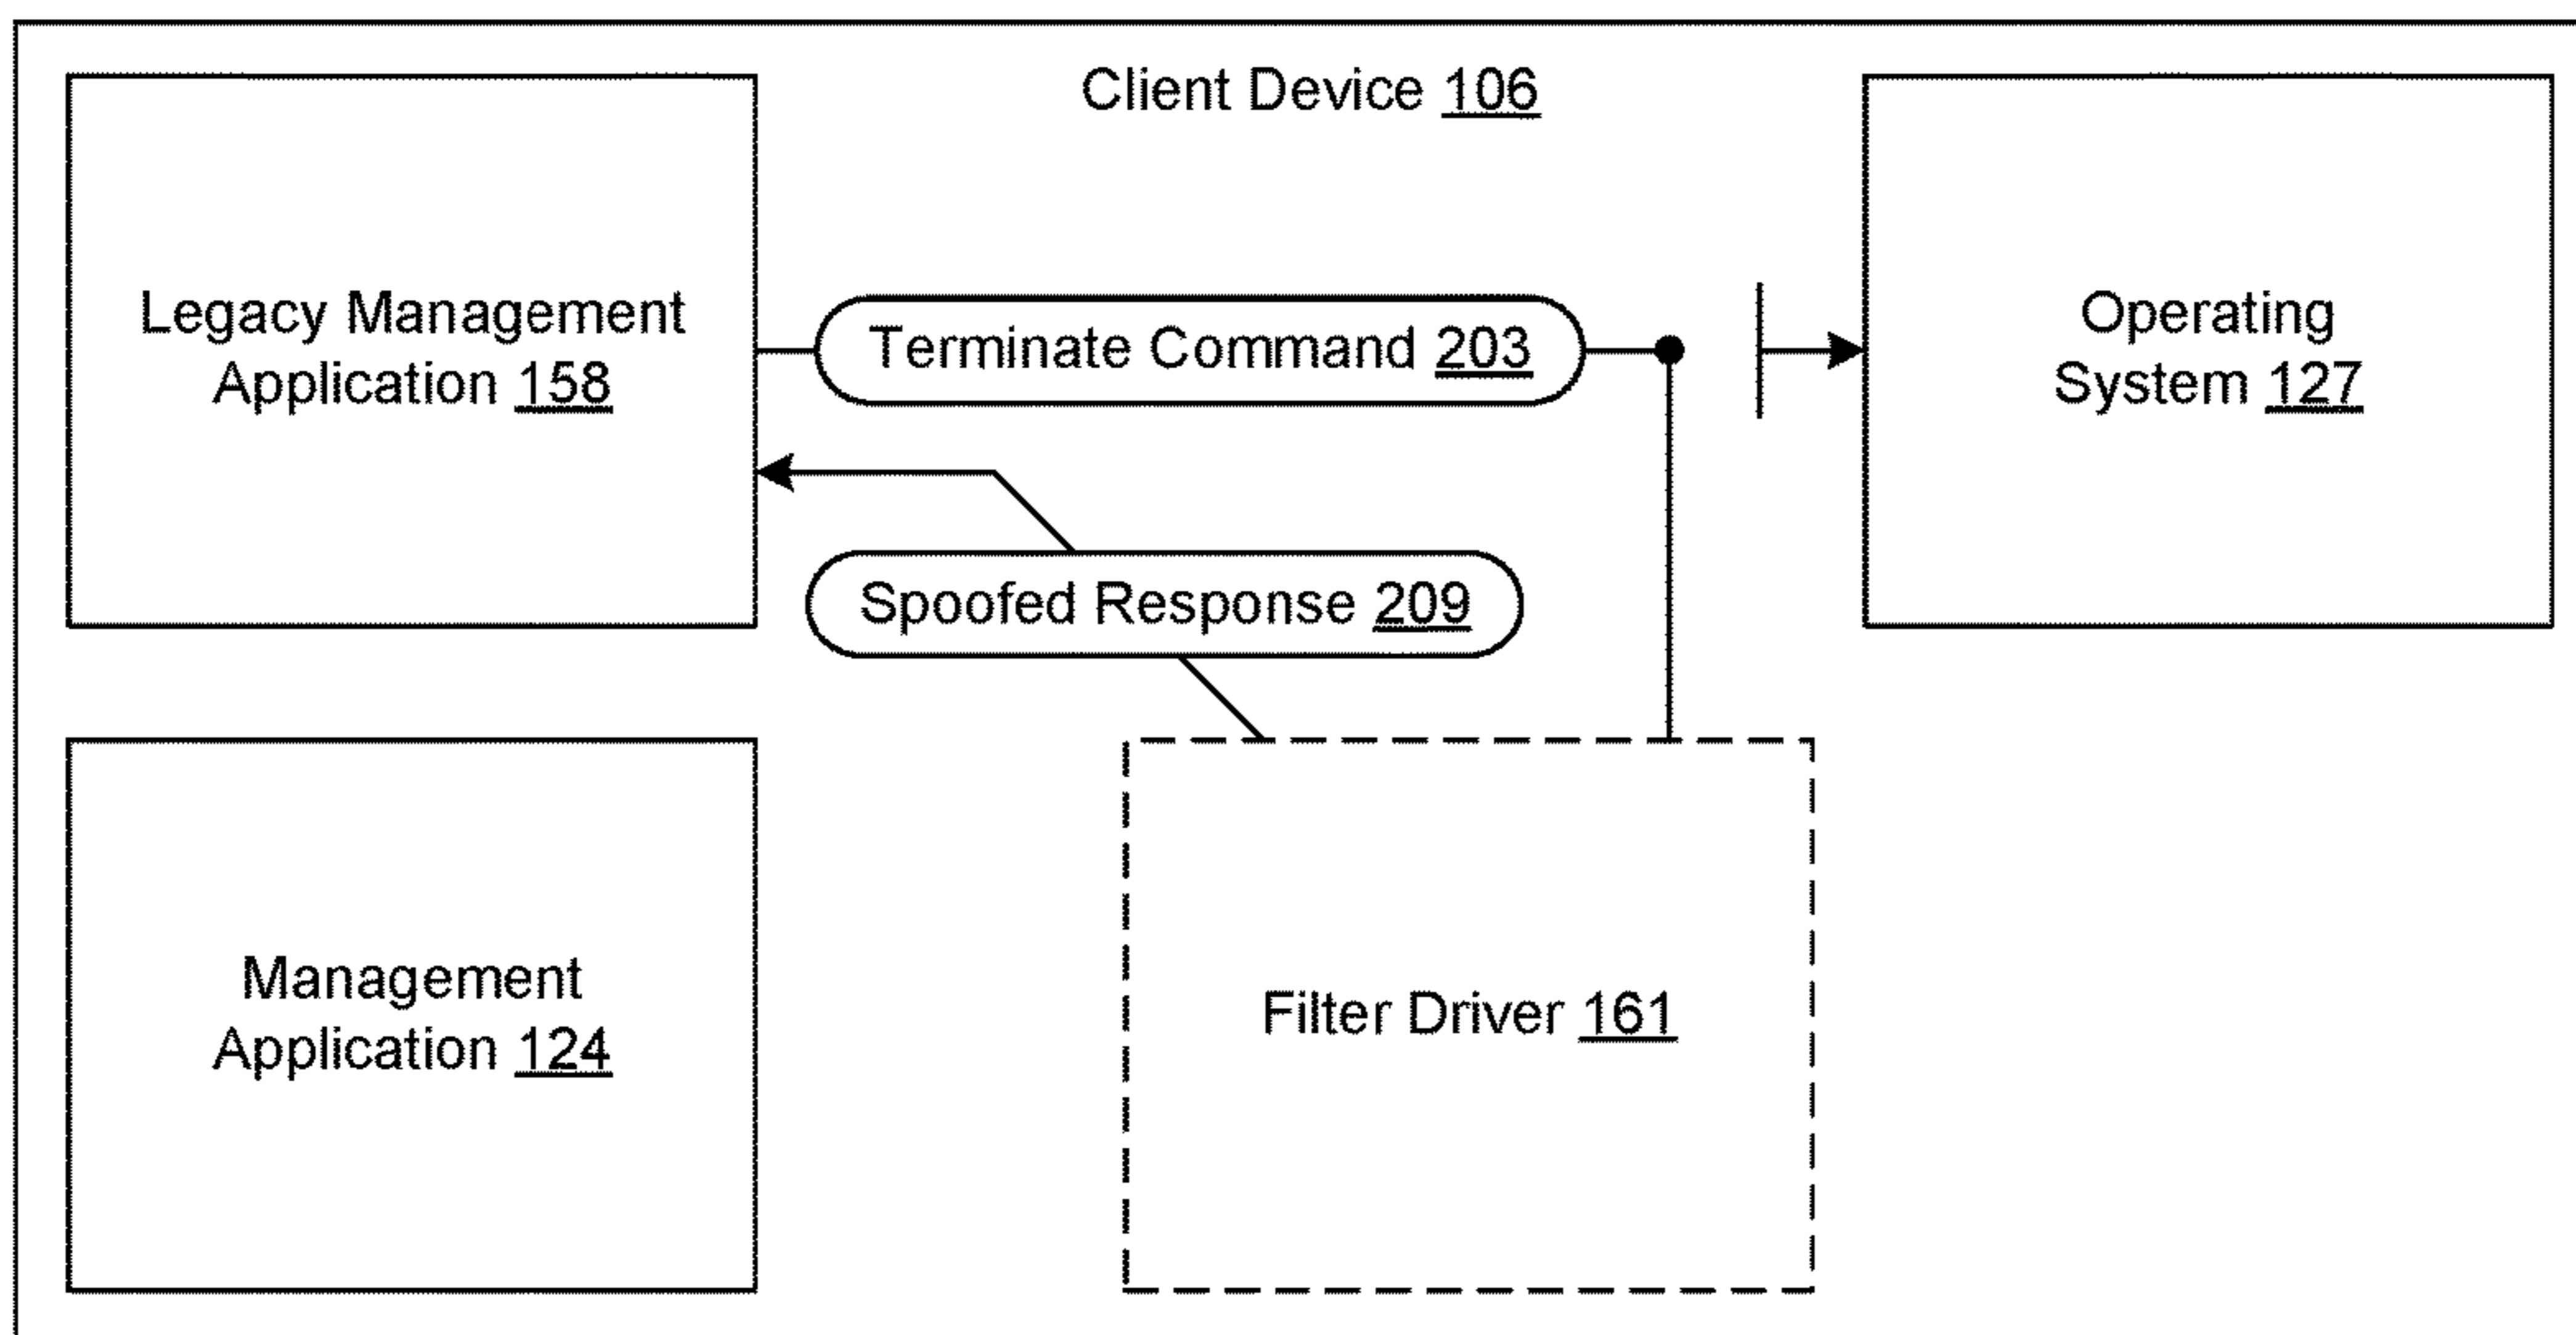 Client Device 106
Legacy Management
Application 158
Terminate Command 203
Operating
System 127
Spoofed Response 209
Management
Application 124
Filter Driver 161